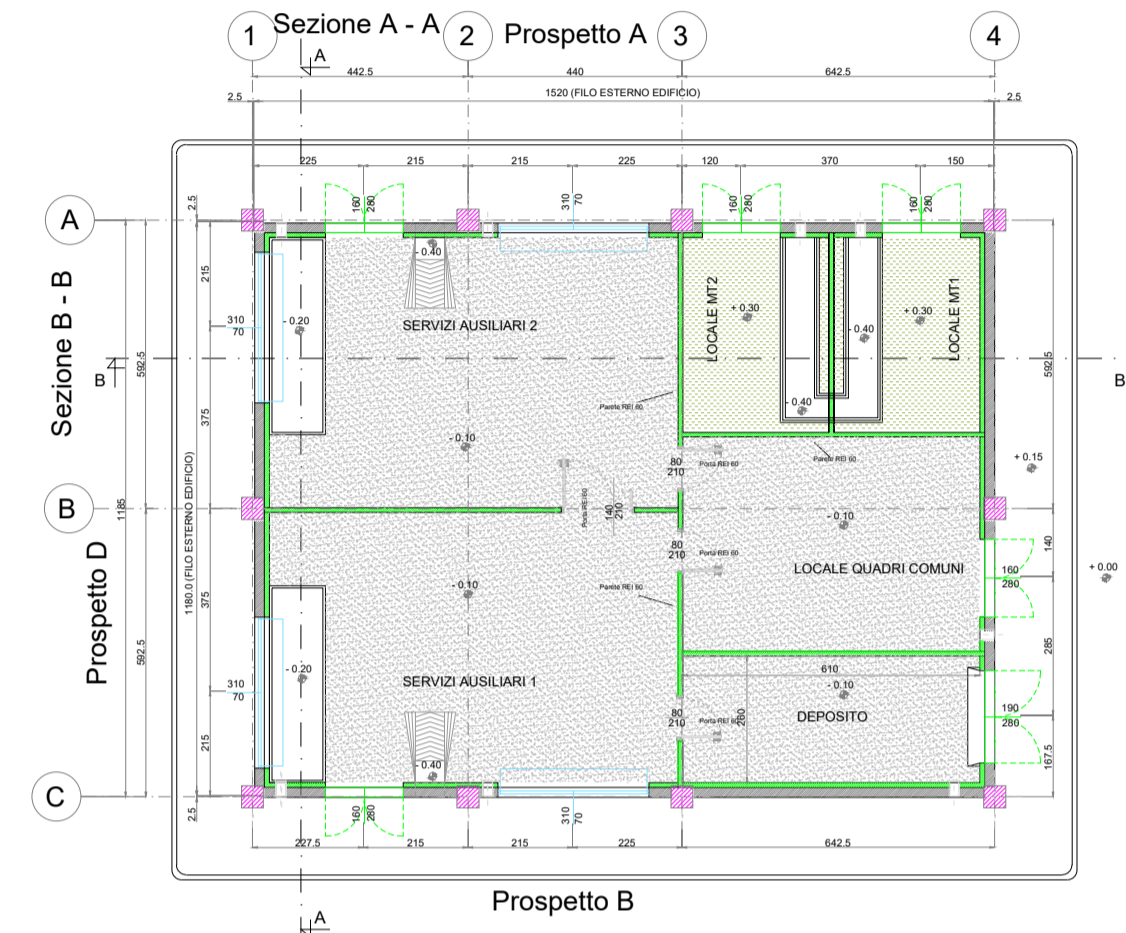 Sezione A - A
Prospetto A
1
2
3
4
A
442.5
440
642.5
2.5
1520 (FILO ESTERNO EDIFICIO)
2.5
225
215
215
225
120
370
150
160
280
310
70
160
280
160
280
A
2.5
- 0.40
215
310
70
- 0.20
SERVIZI AUSILIARI 2
LOCALE MT2
+ 0.30
- 0.40
+ 0.30
LOCALE MT1
Sezione B - B
B
B
592.5
592.5
375
Parete REI 60
- 0.40
- 0.10
80
210
Porta REI 60
Parete REI 60
+ 0.15
B
1185
1180.0 (FILO ESTERNO EDIFICIO)
Porta REI 60
140
210
- 0.10
80
210
Porta REI 60
140
Prospetto D
375
- 0.10
Parete REI 60
LOCALE QUADRI COMUNI
160
280
+ 0.00
592.5
285
310
70
- 0.20
SERVIZI AUSILIARI 1
610
- 0.10
80
210
Porta REI 60
260
DEPOSITO
190
280
215
- 0.40
167.5
C
2.5
160
280
310
70
227.5
215
215
225
642.5
Prospetto B
A